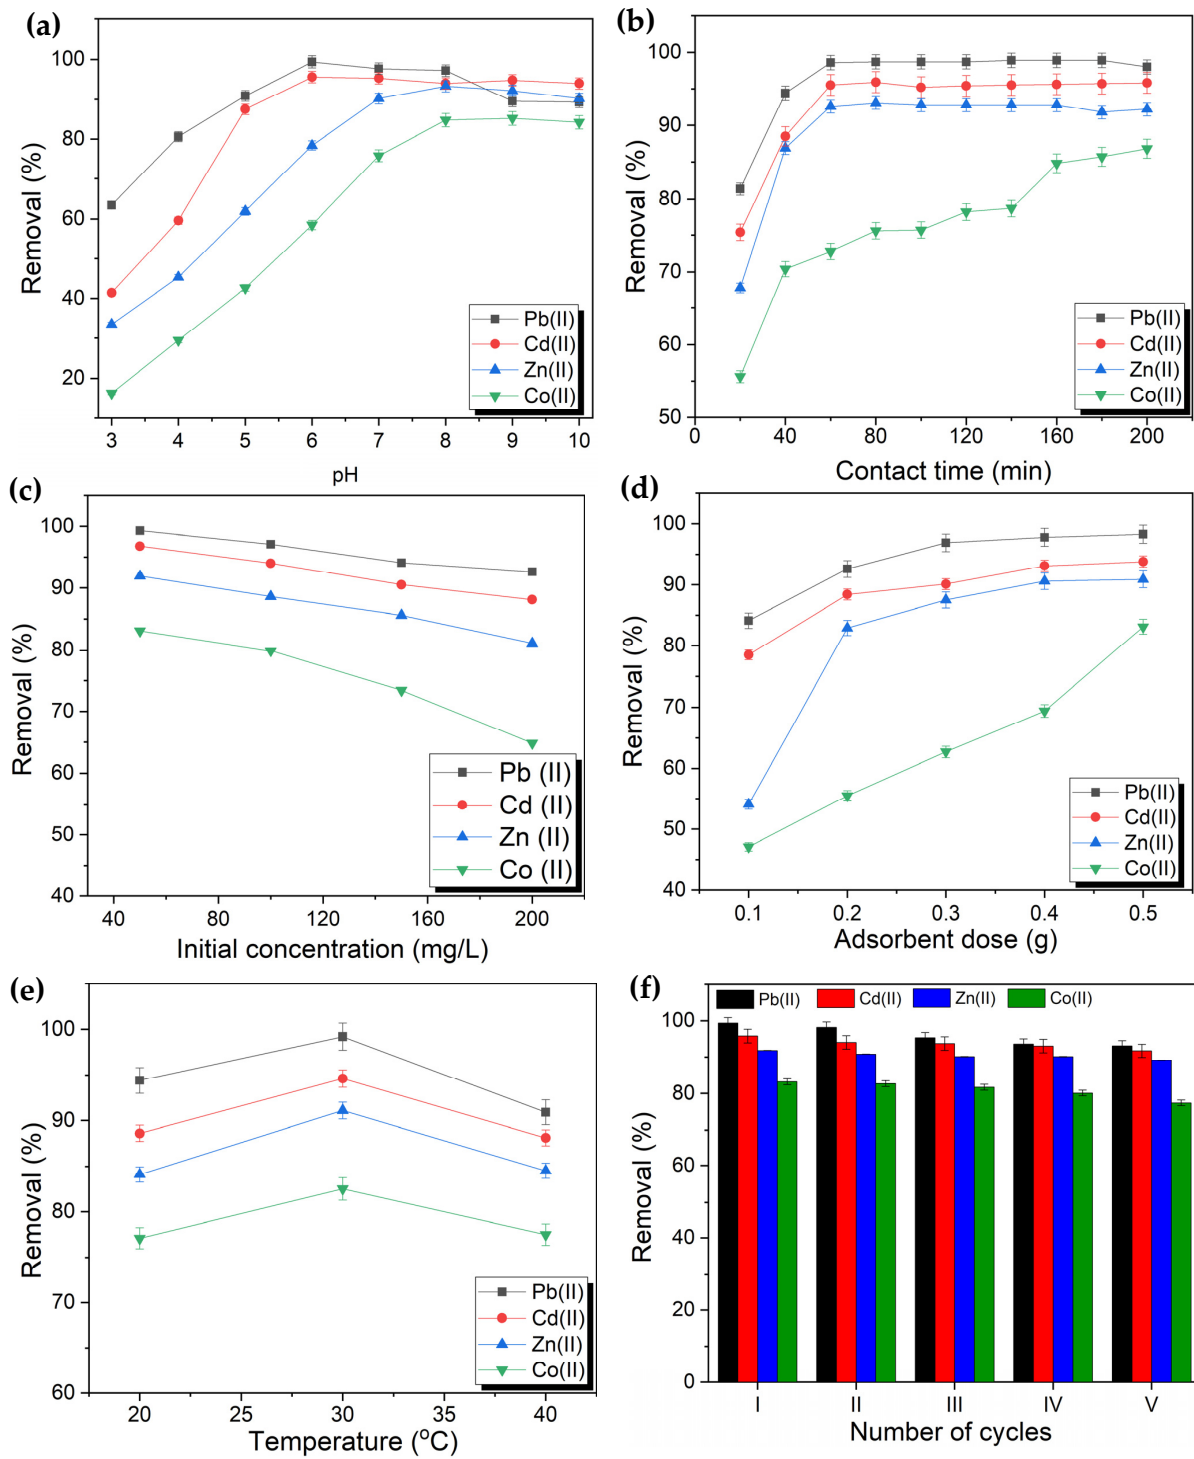 (a)
Removal (%)
100
80
60
40
20
3 4 5 6 7 8 9 10
pH
Pb(II)
Cd(II)
Zn(II)
Co(II)
(b)
Removal (%)
100
90
80
70
60
50
0 40 80 120 160 200
Contact time (min)
Pb(II)
Cd(II)
Zn(II)
Co(II)
(c)
Removal (%)
100
90
80
70
60
50
40
40 80 120 160 200
Initial concentration (mg/L)
Pb (II)
Cd (II)
Zn (II)
Co (II)
(d)
Removal (%)
100
90
80
70
60
50
40
0.1 0.2 0.3 0.4 0.5
Adsorbent dose (g)
Pb(II)
Cd(II)
Zn(II)
Co(II)
(e)
Removal (%)
100
90
80
70
60
20 25 30 35 40
Temperature (°C)
Pb(II)
Cd(II)
Zn(II)
Co(II)
(f)
Pb(II) Cd(II) Zn(II) Co(II)
Removal (%)
100
80
60
40
20
0
I II III IV V
Number of cycles